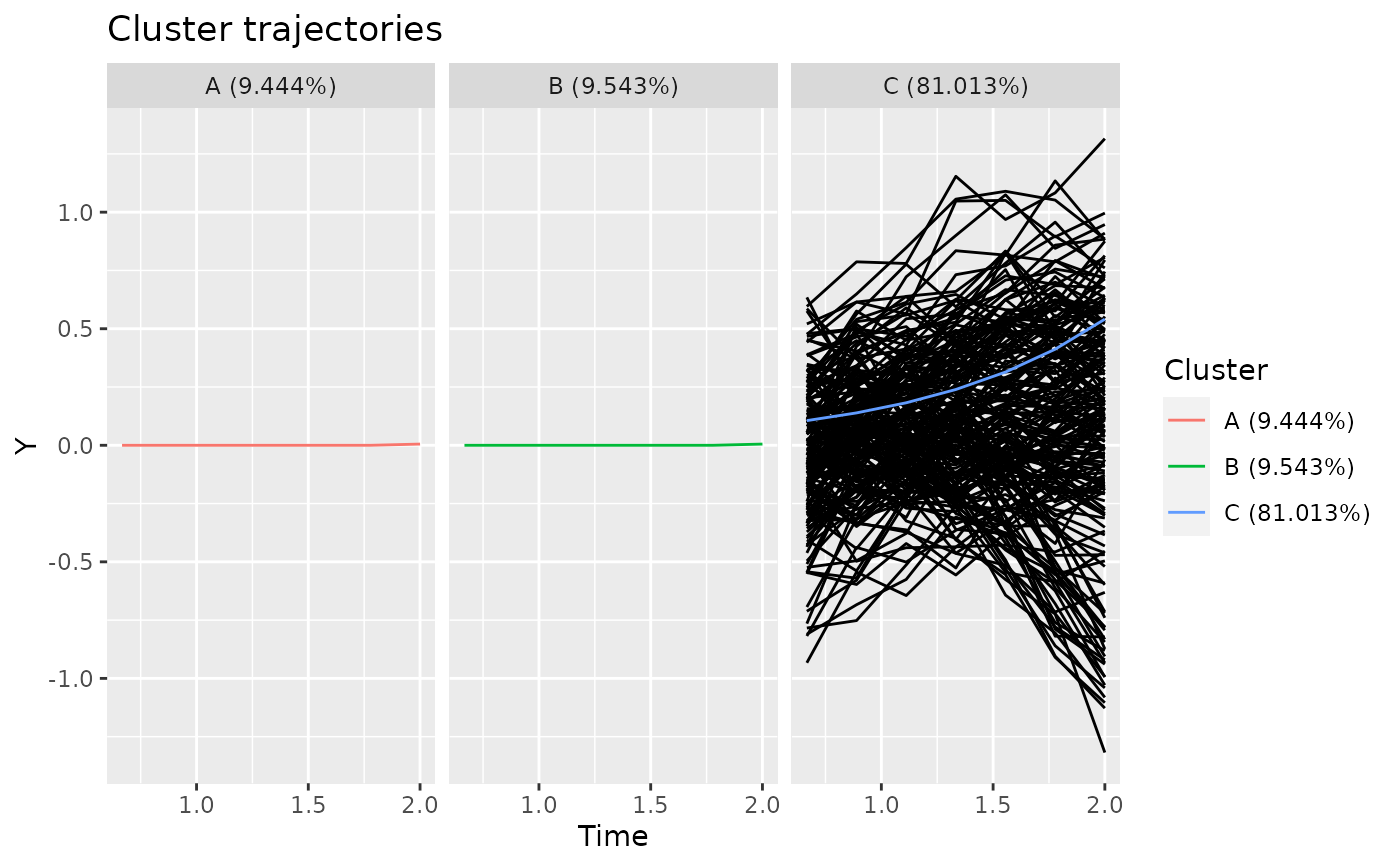 Cluster trajectories
A (9.444%) B (9.543%) C (81.013%)
1.0
0.5
0.0
-0.5
-1.0
Y
1.0 1.5 2.0 1.0 1.5 2.0 1.0 1.5 2.0
Time
Cluster
A (9.444%)
B (9.543%)
C (81.013%)